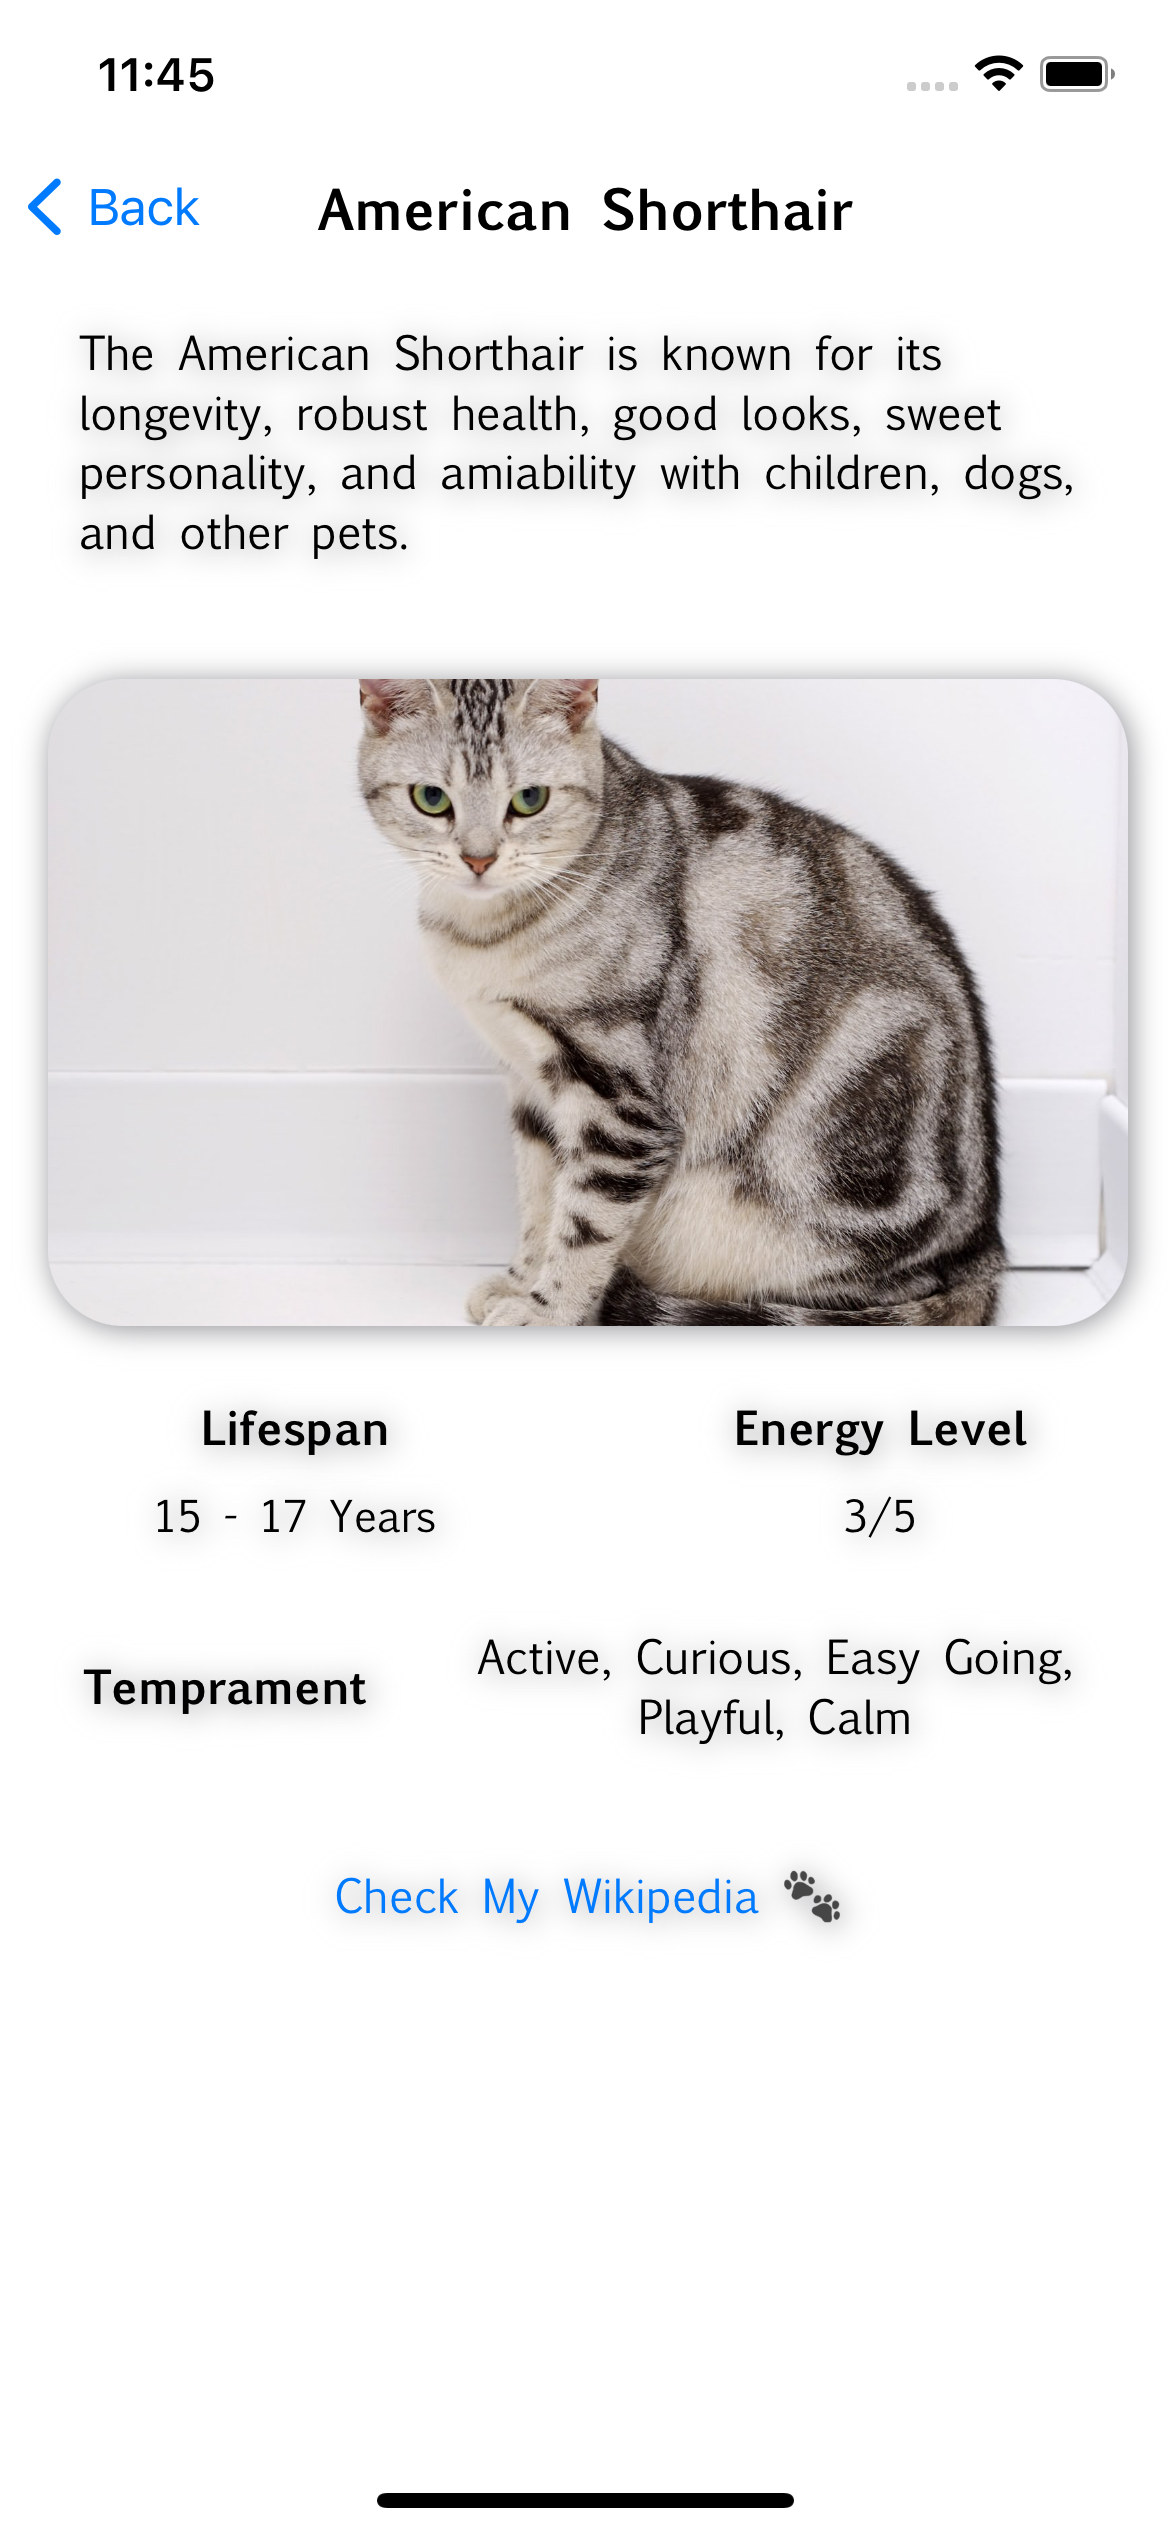 11:45
Back
American Shorthair
The American Shorthair is known for its
longevity, robust health, good looks, sweet
personality, and amiability with children, dogs,
and other pets.
Lifespan
Energy Level
15 - 17 Years
3/5
Temprament
Active, Curious, Easy Going,
Playful, Calm
Check My Wikipedia 🐾